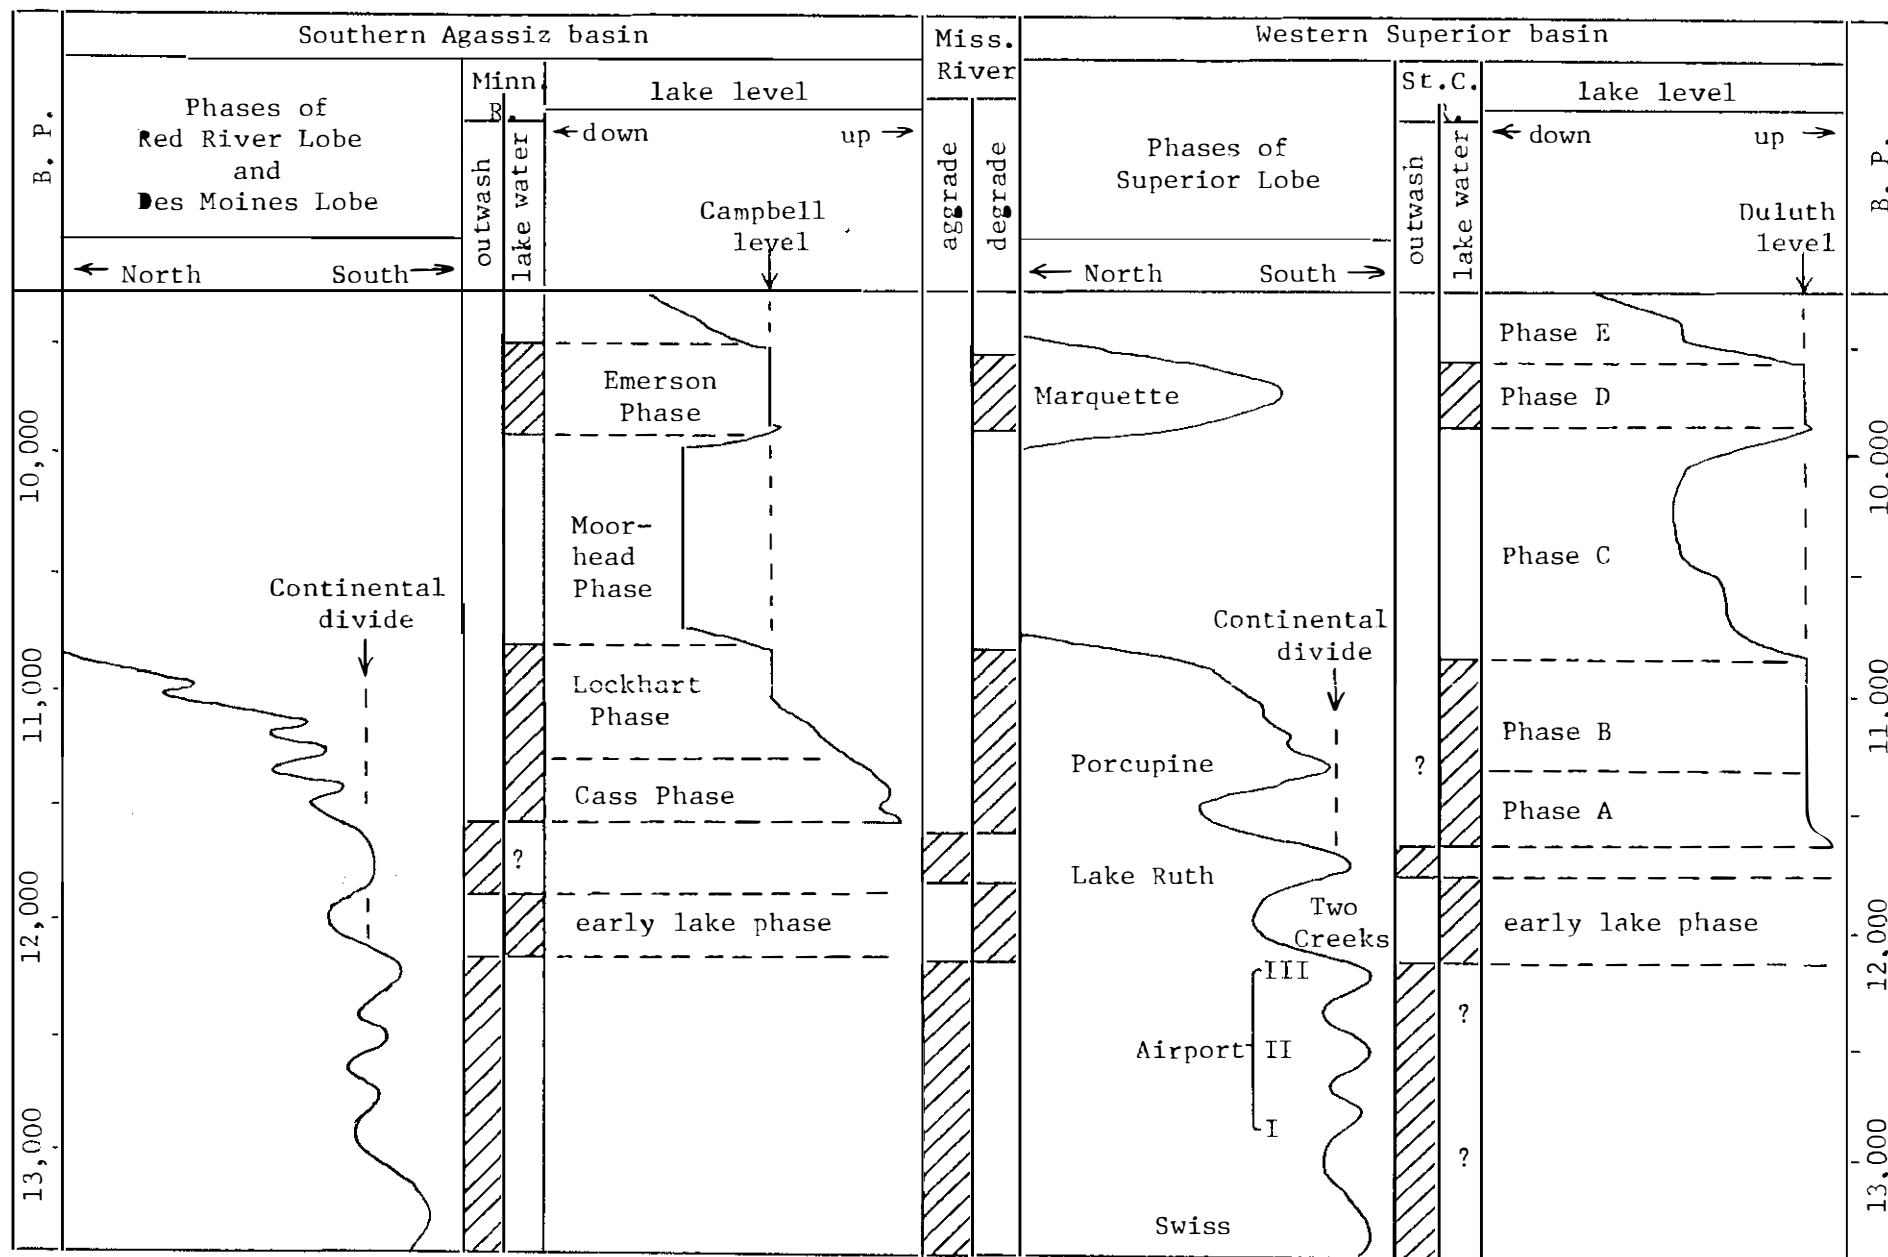 B. P.
Southern Agassiz basin
Phases of
Red River Lobe
and
Des Moines Lobe
← North South →
Minn.
R.
outwash
lake water
lake level
← down up →
Campbell
level
Miss.
River
aggrade
degrade
Western Superior basin
Phases of
Superior Lobe
← North South →
St.C.
R.
outwash
lake water
lake level
← down up →
Duluth
level
B. P.
10,000
11,000
12,000
13,000
Continental
divide
?
Emerson
Phase
Moor-
head
Phase
Lockhart
Phase
Cass Phase
early lake phase
Marquette
Continental
divide
Porcupine
Lake Ruth
Two
Creeks
III
Airport II
I
Swiss
?
?
?
Phase E
Phase D
Phase C
Phase B
Phase A
early lake phase
10,000
11,000
12,000
13,000